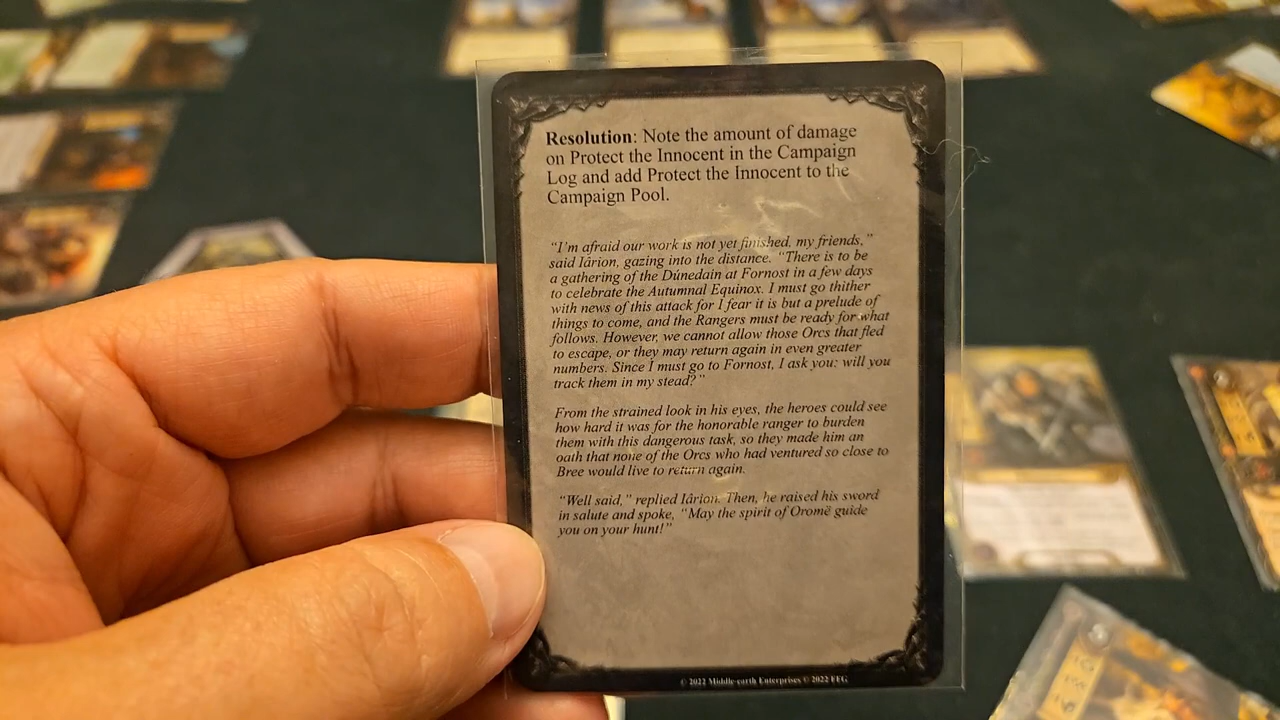 Resolution: Note the amount of damage
on Protect the Innocent in the Campaign
Log and add Protect the Innocent to the
Campaign Pool.
“I’m afraid our work is not yet finished, my friends,”
said Iârion, gazing into the distance. “There is to be
a gathering of the Dúnedain at Fornost in a few days
to celebrate the Autumnal Equinox. I must go thither
with news of this attack for I fear it is but a prelude of
things to come, and the Rangers must be ready for what
follows. However, we cannot allow those Orcs that fled
to escape, or they may return again in even greater
numbers. Since I must go to Fornost, I ask you: will you
track them in my stead?”
From the strained look in his eyes, the heroes could see
how hard it was for the honorable ranger to burden
them with this dangerous task, so they made him an
oath that none of the Orcs who had ventured so close to
Bree would live to return again.
“Well said,” replied Iârion. Then, he raised his sword
in salute and spoke, “May the spirit of Oromë guide
you on your hunt!”
© 2022 Middle-earth Enterprises © 2022 FFG